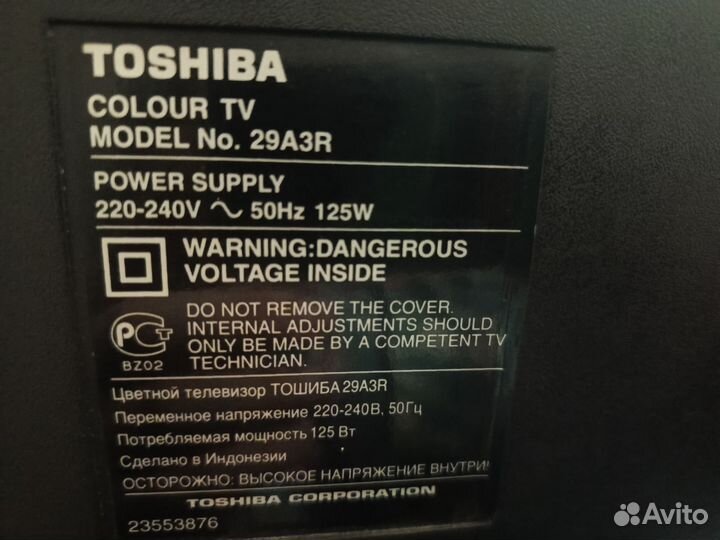 TOSHIBA
COLOUR TV
MODEL No. 29A3R
POWER SUPPLY
220-240V ∿ 50Hz 125W
WARNING:DANGEROUS
VOLTAGE INSIDE
DO NOT REMOVE THE COVER.
INTERNAL ADJUSTMENTS SHOULD
ONLY BE MADE BY A COMPETENT TV
TECHNICIAN.
РСТ
BZ02
Цветной телевизор ТОШИБА 29A3R
Переменное напряжение 220-240В, 50Гц
Потребляемая мощность 125 Вт
Сделано в Индонезии
ОСТОРОЖНО: ВЫСОКОЕ НАПРЯЖЕНИЕ ВНУТРИ!
TOSHIBA CORPORATION
23553876
Avito